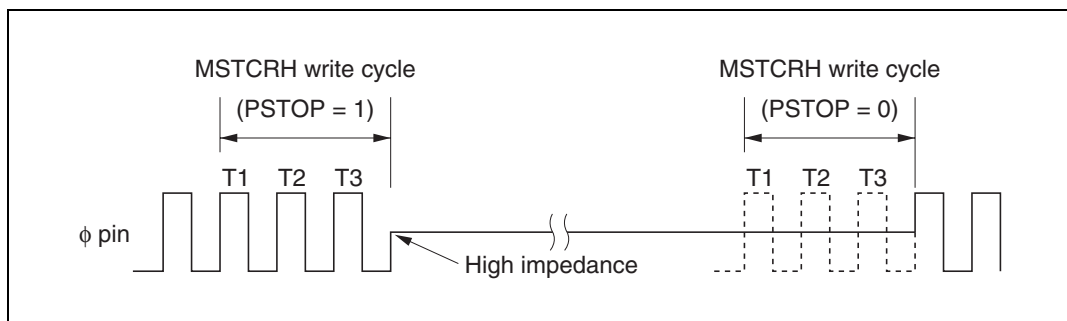 MSTCRH write cycle
(PSTOP = 1)
MSTCRH write cycle
(PSTOP = 0)
T1 T2 T3
T1 T2 T3
φ pin
High impedance